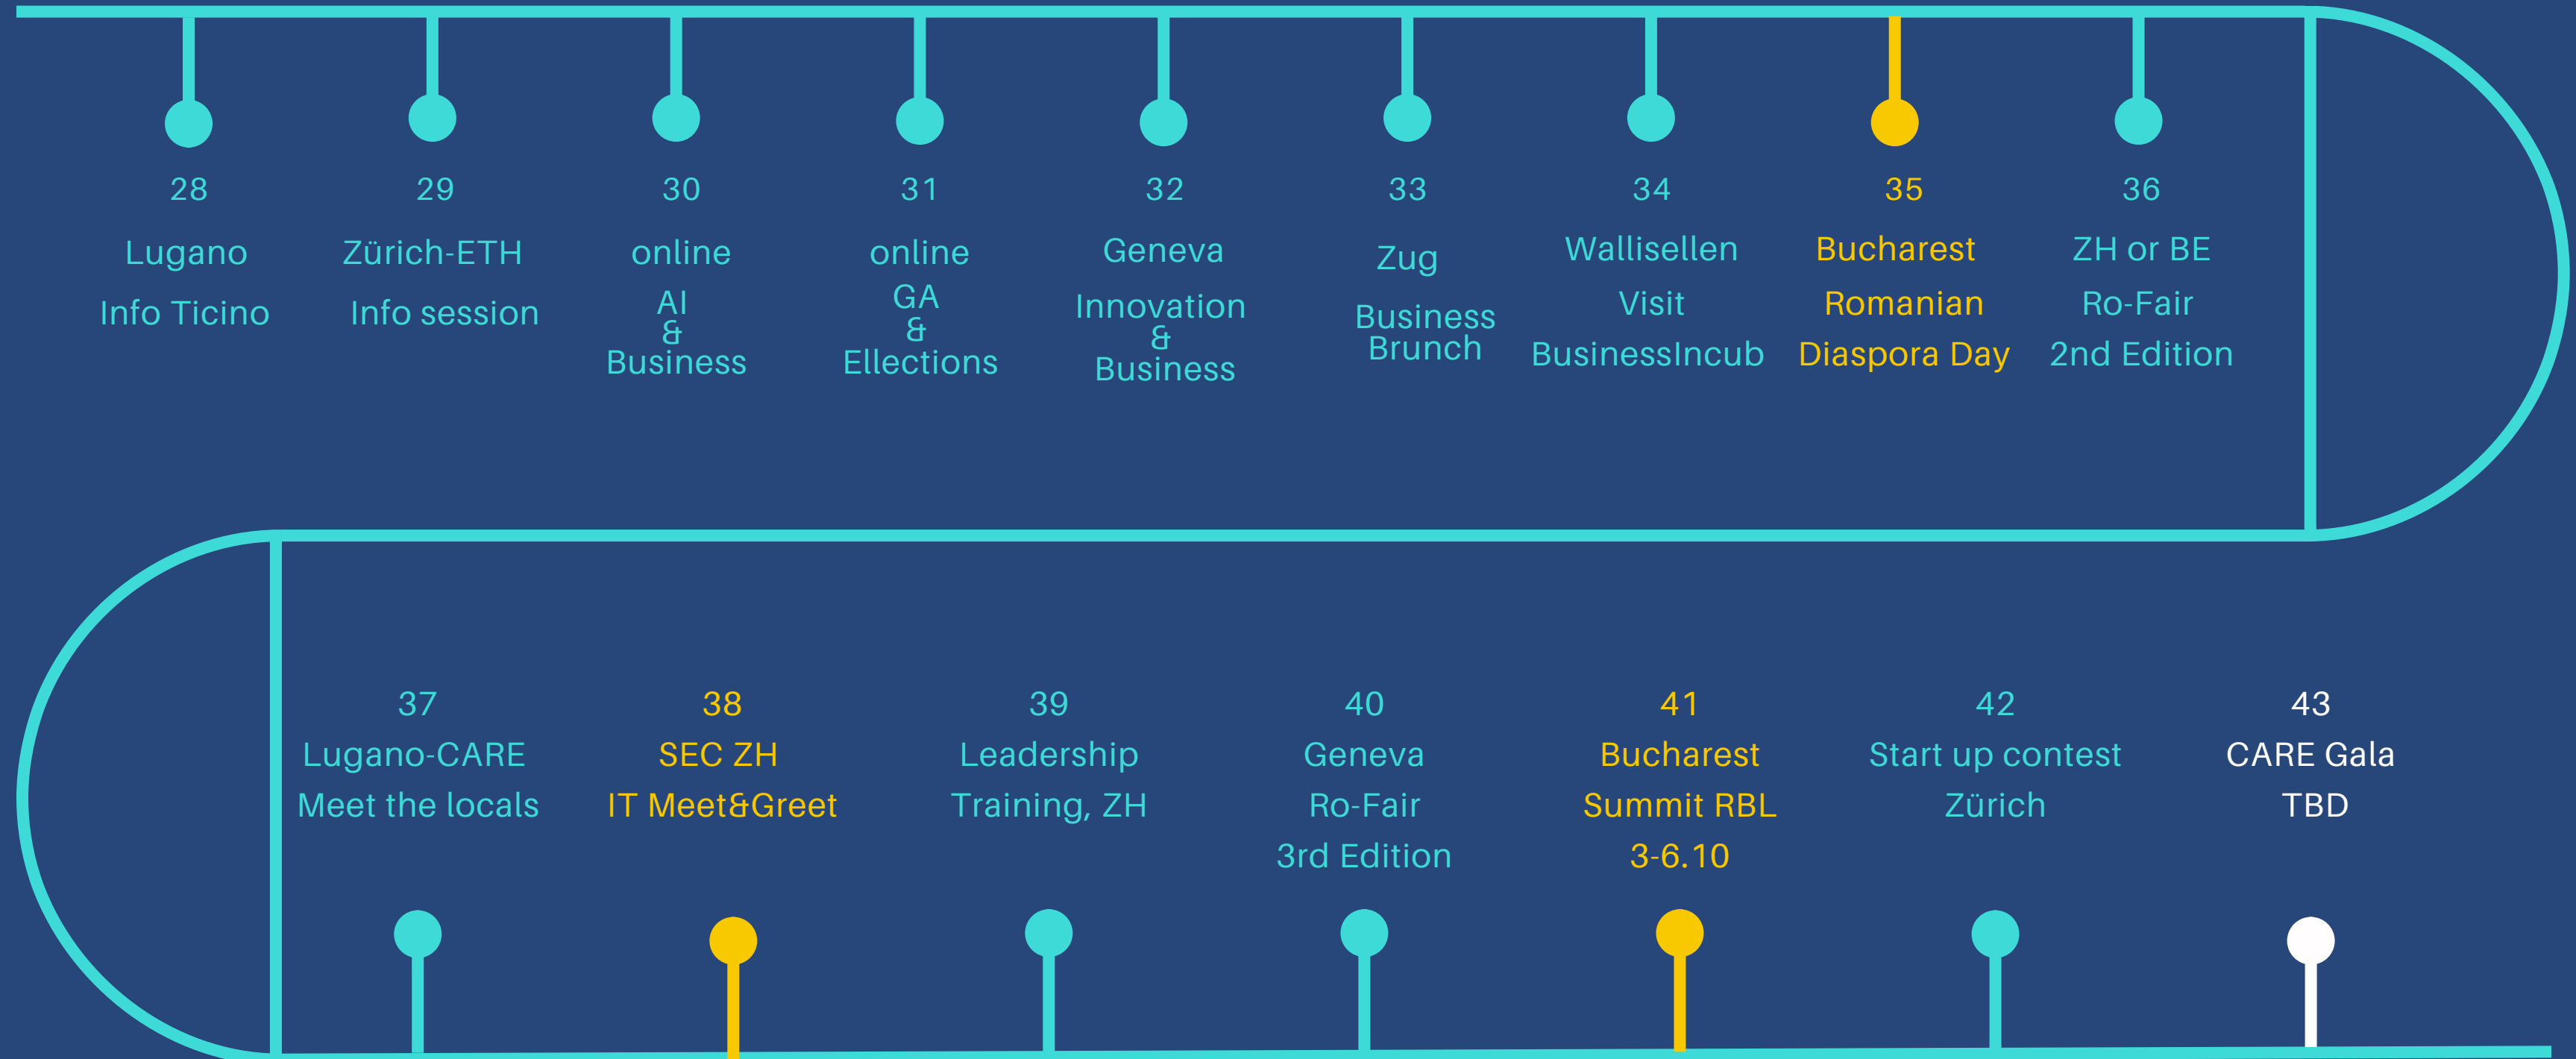 28
Lugano
Info Ticino
29
Zürich-ETH
Info session
30
online
AI
&
Business
31
online
GA
&
Ellections
32
Geneva
Innovation
&
Business
33
Zug
Business
Brunch
34
Wallisellen
Visit
BusinessIncub
35
Bucharest
Romanian
Diaspora Day
36
ZH or BE
Ro-Fair
2nd Edition
37
Lugano-CARE
Meet the locals
38
SEC ZH
IT Meet&Greet
39
Leadership
Training, ZH
40
Geneva
Ro-Fair
3rd Edition
41
Bucharest
Summit RBL
3-6.10
42
Start up contest
Zürich
43
CARE Gala
TBD